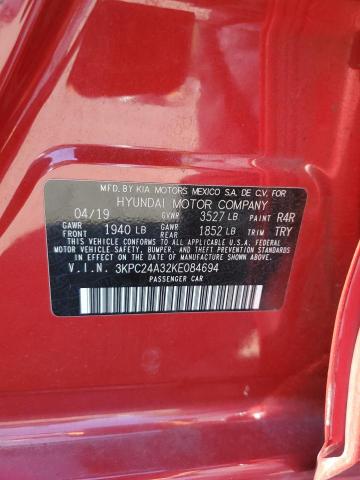 MFD. BY KIA MOTORS MEXICO S.A. DE C.V. FOR
HYUNDAI MOTOR COMPANY
04/19 GVWR 3527 LB PAINT R4R
GAWR FRONT 1940 LB GAWR REAR 1852 LB TRIM TRY
THIS VEHICLE CONFORMS TO ALL APPLICABLE U.S.A. FEDERAL
MOTOR VEHICLE SAFETY, BUMPER, AND THEFT PREVENTION
STANDARDS IN EFFECT ON THE DATE OF MANUFACTURE SHOWN ABOVE.
V.I.N. 3KPC24A32KE084694
PASSENGER CAR